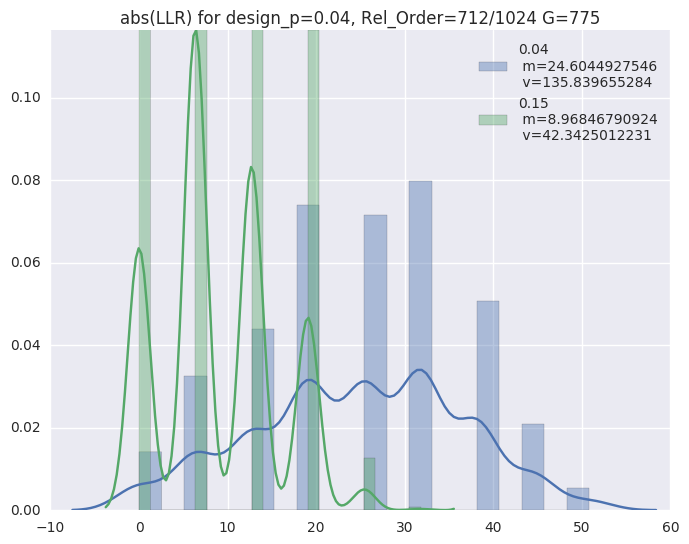 abs(LLR) for design_p=0.04, Rel_Order=712/1024 G=775
0.04
m=24.6044927546
v=135.839655284
0.15
m=8.96846790924
v=42.3425012231
0.10
0.08
0.06
0.04
0.02
0.00
-10 0 10 20 30 40 50 60